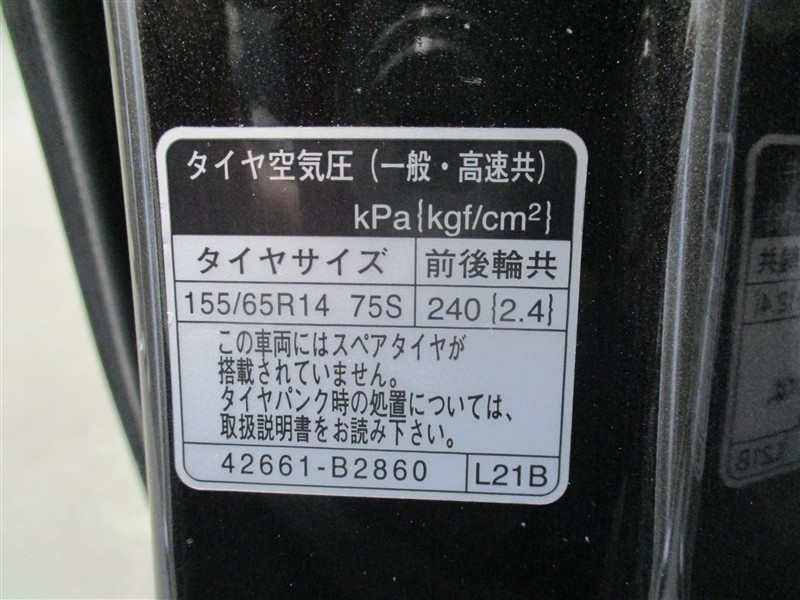 タイヤ空気圧（一般・高速共）
kPa{kgf/cm²}
タイヤサイズ 前後輪共
155/65R14 75S 240{2.4}
この車両にはスペアタイヤが
搭載されていません。
タイヤパンク時の処置については、
取扱説明書をお読み下さい。
42661-B2860 L21B